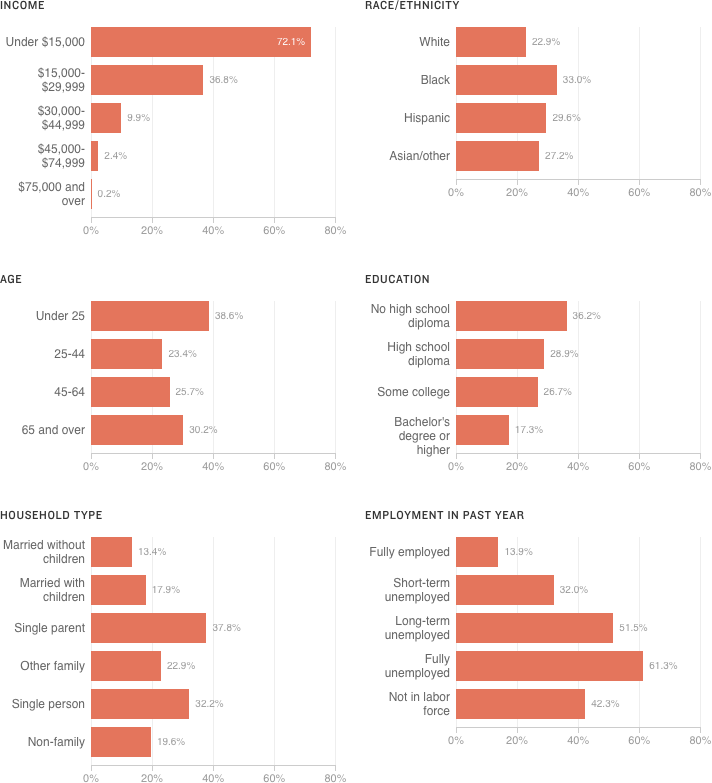 INCOME
Under $15,000
72.1%
$15,000-
$29,999
36.8%
$30,000-
$44,999
9.9%
$45,000-
$74,999
2.4%
$75,000 and
over
0.2%
0% 20% 40% 60% 80%
RACE/ETHNICITY
White
22.9%
Black
33.0%
Hispanic
29.6%
Asian/other
27.2%
0% 20% 40% 60% 80%
AGE
Under 25
38.6%
25-44
23.4%
45-64
25.7%
65 and over
30.2%
0% 20% 40% 60% 80%
EDUCATION
No high school
diploma
36.2%
High school
diploma
28.9%
Some college
26.7%
Bachelor's
degree or
higher
17.3%
0% 20% 40% 60% 80%
HOUSEHOLD TYPE
Married without
children
13.4%
Married with
children
17.9%
Single parent
37.8%
Other family
22.9%
Single person
32.2%
Non-family
19.6%
0% 20% 40% 60% 80%
EMPLOYMENT IN PAST YEAR
Fully employed
13.9%
Short-term
unemployed
32.0%
Long-term
unemployed
51.5%
Fully
unemployed
61.3%
Not in labor
force
42.3%
0% 20% 40% 60% 80%